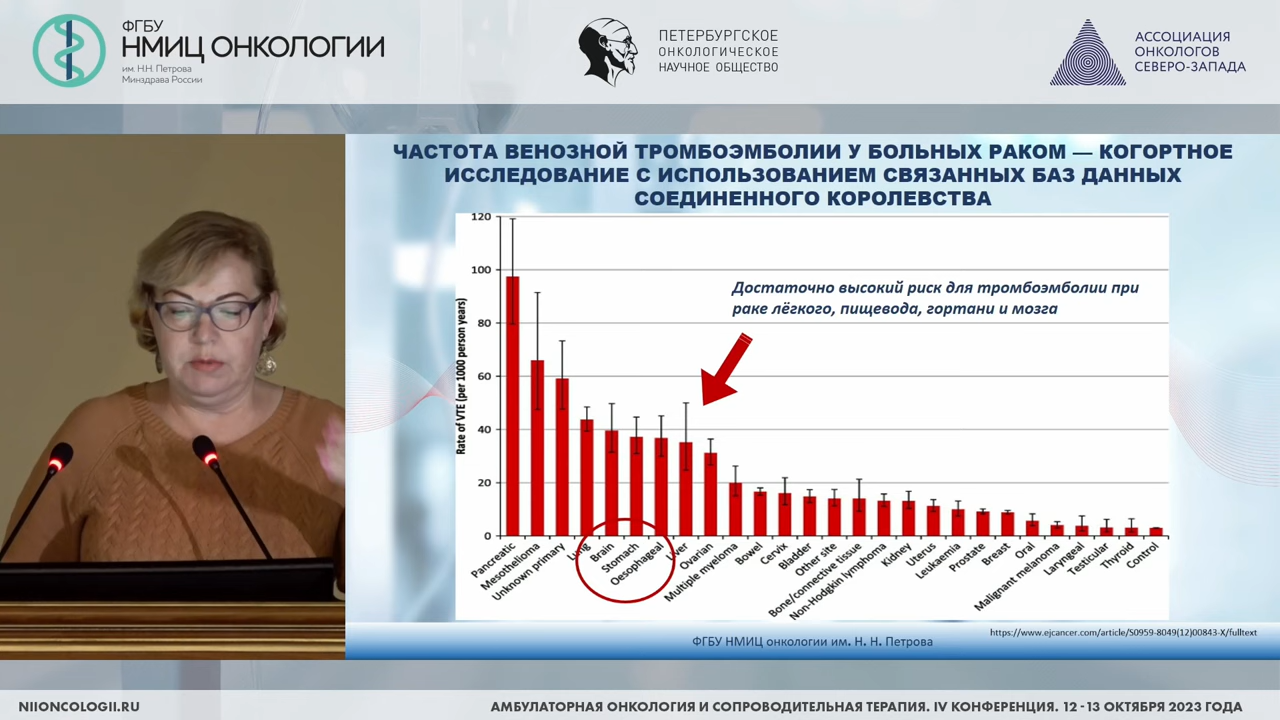 ФГБУ
НМИЦ ОНКОЛОГИИ
им. Н.Н. Петрова
Минздрава России
ПЕТЕРБУРГСКОЕ
ОНКОЛОГИЧЕСКОЕ
НАУЧНОЕ ОБЩЕСТВО
АССОЦИАЦИЯ
ОНКОЛОГОВ
СЕВЕРО-ЗАПАДА
ЧАСТОТА ВЕНОЗНОЙ ТРОМБОЭМБОЛИИ У БОЛЬНЫХ РАКОМ — КОГОРТНОЕ
ИССЛЕДОВАНИЕ С ИСПОЛЬЗОВАНИЕМ СВЯЗАННЫХ БАЗ ДАННЫХ
СОЕДИНЕННОГО КОРОЛЕВСТВА
Rate of VTE (per 1000 person years)
120
100
80
60
40
20
0
Достаточно высокий риск для тромбоэмболии при
раке лёгкого, пищевода, гортани и мозга
Pancreatic
Mesothelioma
Unknown primary
Lung
Brain
Stomach
Oesophageal
Liver
Ovarian
Multiple myeloma
Bowel
Cervix
Bladder
Other site
Bone/connective tissue
Non-Hodgkin lymphoma
Kidney
Uterus
Leukaemia
Prostate
Breast
Oral
Malignant melanoma
Laryngeal
Testicular
Thyroid
Control
https://www.ejcancer.com/article/S0959-8049(12)00843-X/fulltext
ФГБУ НМИЦ онкологии им. Н. Н. Петрова
NIIONCOLOGII.RU
АМБУЛАТОРНАЯ ОНКОЛОГИЯ И СОПРОВОДИТЕЛЬНАЯ ТЕРАПИЯ. IV КОНФЕРЕНЦИЯ. 12 - 13 ОКТЯБРЯ 2023 ГОДА